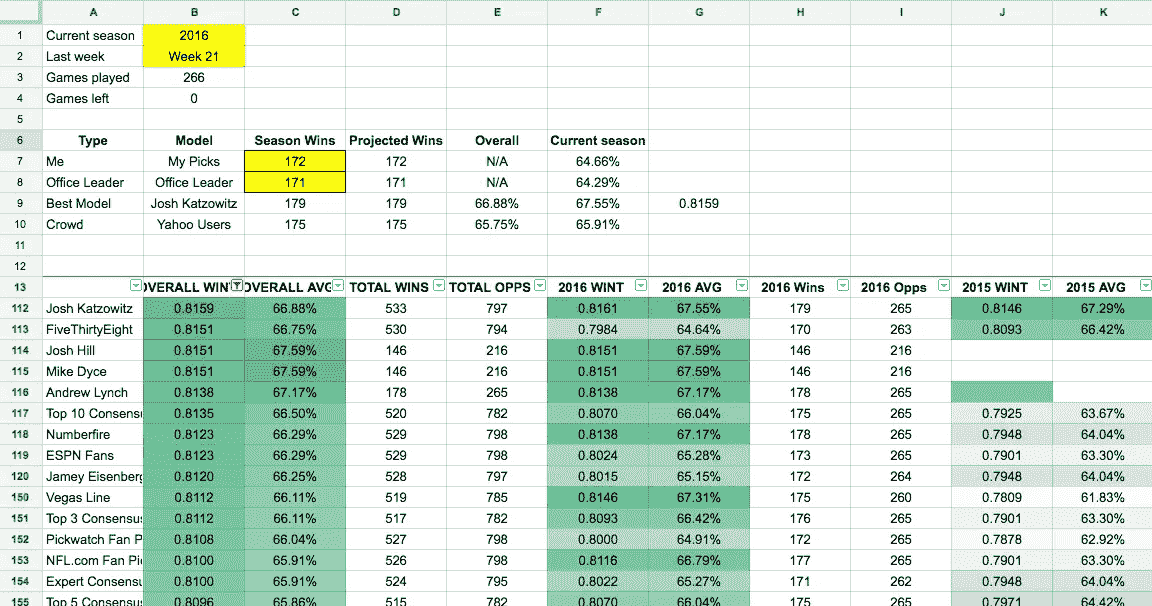 A B C D E F G H I J K
1 Current season 2016
2 Last week Week 21
3 Games played 266
4 Games left 0
5
6 Type Model Season Wins Projected Wins Overall Current season
7 Me My Picks 172 172 N/A 64.66%
8 Office Leader Office Leader 171 171 N/A 64.29%
9 Best Model Josh Katzowitz 179 179 66.88% 67.55% 0.8159
10 Crowd Yahoo Users 175 175 65.75% 65.91%
11
12
13 OVERALL WIN OVERALL AVG TOTAL WINS TOTAL OPPS 2016 WINT 2016 AVG 2016 Wins 2016 Opps 2015 WINT 2015 AVG
112 Josh Katzowitz 0.8159 66.88% 533 797 0.8161 67.55% 179 265 0.8146 67.29%
113 FiveThirtyEight 0.8151 66.75% 530 794 0.7984 64.64% 170 263 0.8093 66.42%
114 Josh Hill 0.8151 67.59% 146 216 0.8151 67.59% 146 216
115 Mike Dyce 0.8151 67.59% 146 216 0.8151 67.59% 146 216
116 Andrew Lynch 0.8138 67.17% 178 265 0.8138 67.17% 178 265
117 Top 10 Consensu 0.8135 66.50% 520 782 0.8070 66.04% 175 265 0.7925 63.67%
118 Numberfire 0.8123 66.29% 529 798 0.8138 67.17% 178 265 0.7948 64.04%
119 ESPN Fans 0.8123 66.29% 529 798 0.8024 65.28% 173 265 0.7901 63.30%
120 Jamey Eisenberg 0.8120 66.25% 528 797 0.8015 65.15% 172 264 0.7948 64.04%
150 Vegas Line 0.8112 66.11% 519 785 0.8146 67.31% 175 260 0.7809 61.83%
151 Top 3 Consensus 0.8112 66.11% 517 782 0.8093 66.42% 176 265 0.7901 63.30%
152 Pickwatch Fan P 0.8108 66.04% 527 798 0.8000 64.91% 172 265 0.7878 62.92%
153 NFL.com Fan Pi 0.8100 65.91% 526 798 0.8116 66.79% 177 265 0.7901 63.30%
154 Expert Consensu 0.8100 65.91% 524 795 0.8022 65.27% 171 262 0.7948 64.04%
155 Top 5 Consensus 0.8096 65.86% 515 782 0.8070 66.04% 175 265 0.7971 64.42%